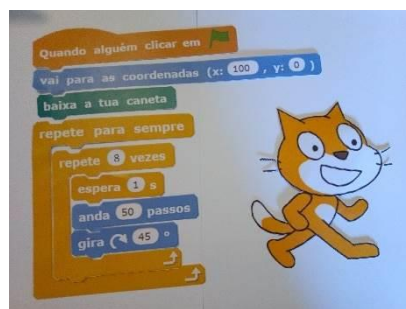 Quando alguém clicar em
vai para as coordenadas (x: 100 , y: 0 )
baixa a tua caneta
repete para sempre
repete 8 vezes
espera 1 s
anda 50 passos
gira 45 °